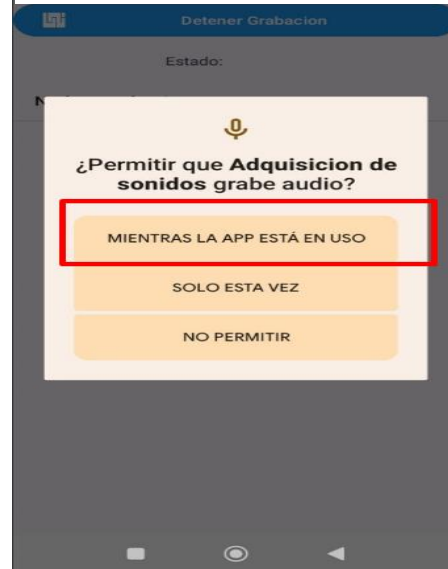 Detener Grabacion
Estado:
¿Permitir que Adquisicion de
sonidos grabe audio?
MIENTRAS LA APP ESTÁ EN USO
SOLO ESTA VEZ
NO PERMITIR